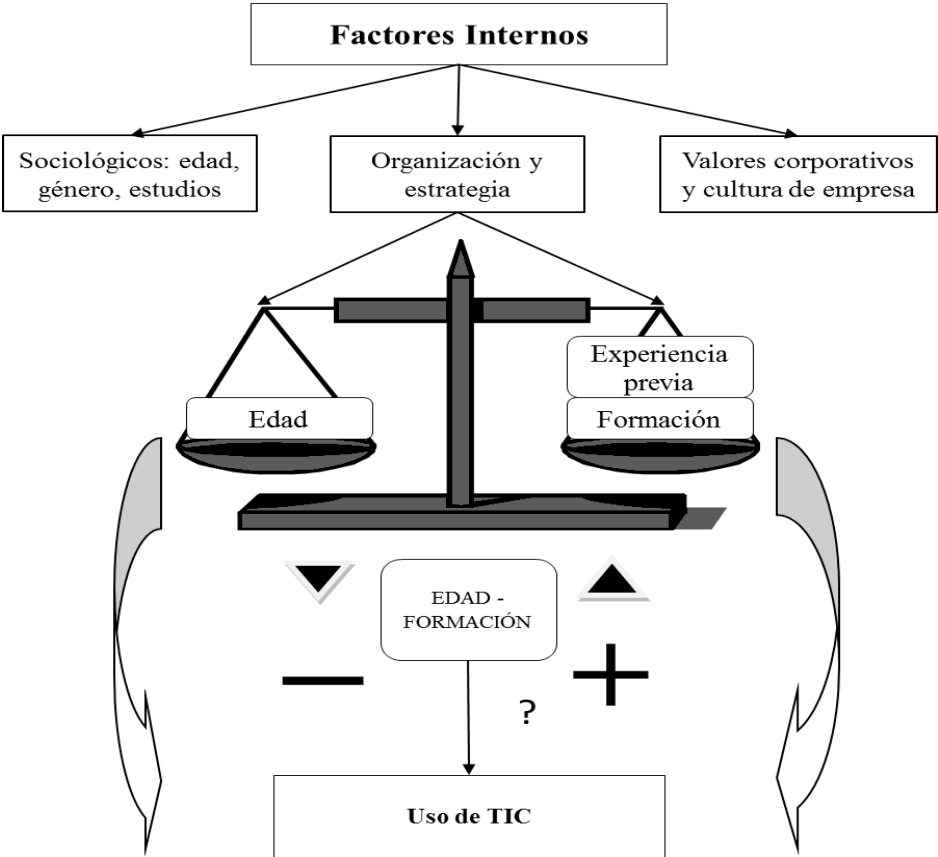 Factores Internos
Sociológicos: edad,
género, estudios
Organización y
estrategia
Valores corporativos
y cultura de empresa
Edad
Experiencia
previa
Formación
EDAD -
FORMACIÓN
?
Uso de TIC